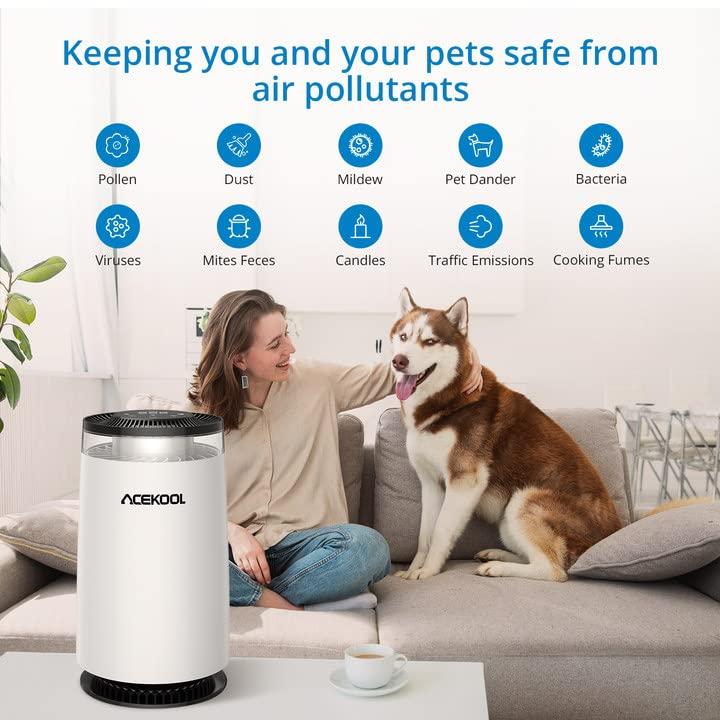 Keeping you and your pets safe from
air pollutants
Pollen Dust Mildew Pet Dander Bacteria
Viruses Mites Feces Candles Traffic Emissions Cooking Fumes
ACEKOOL